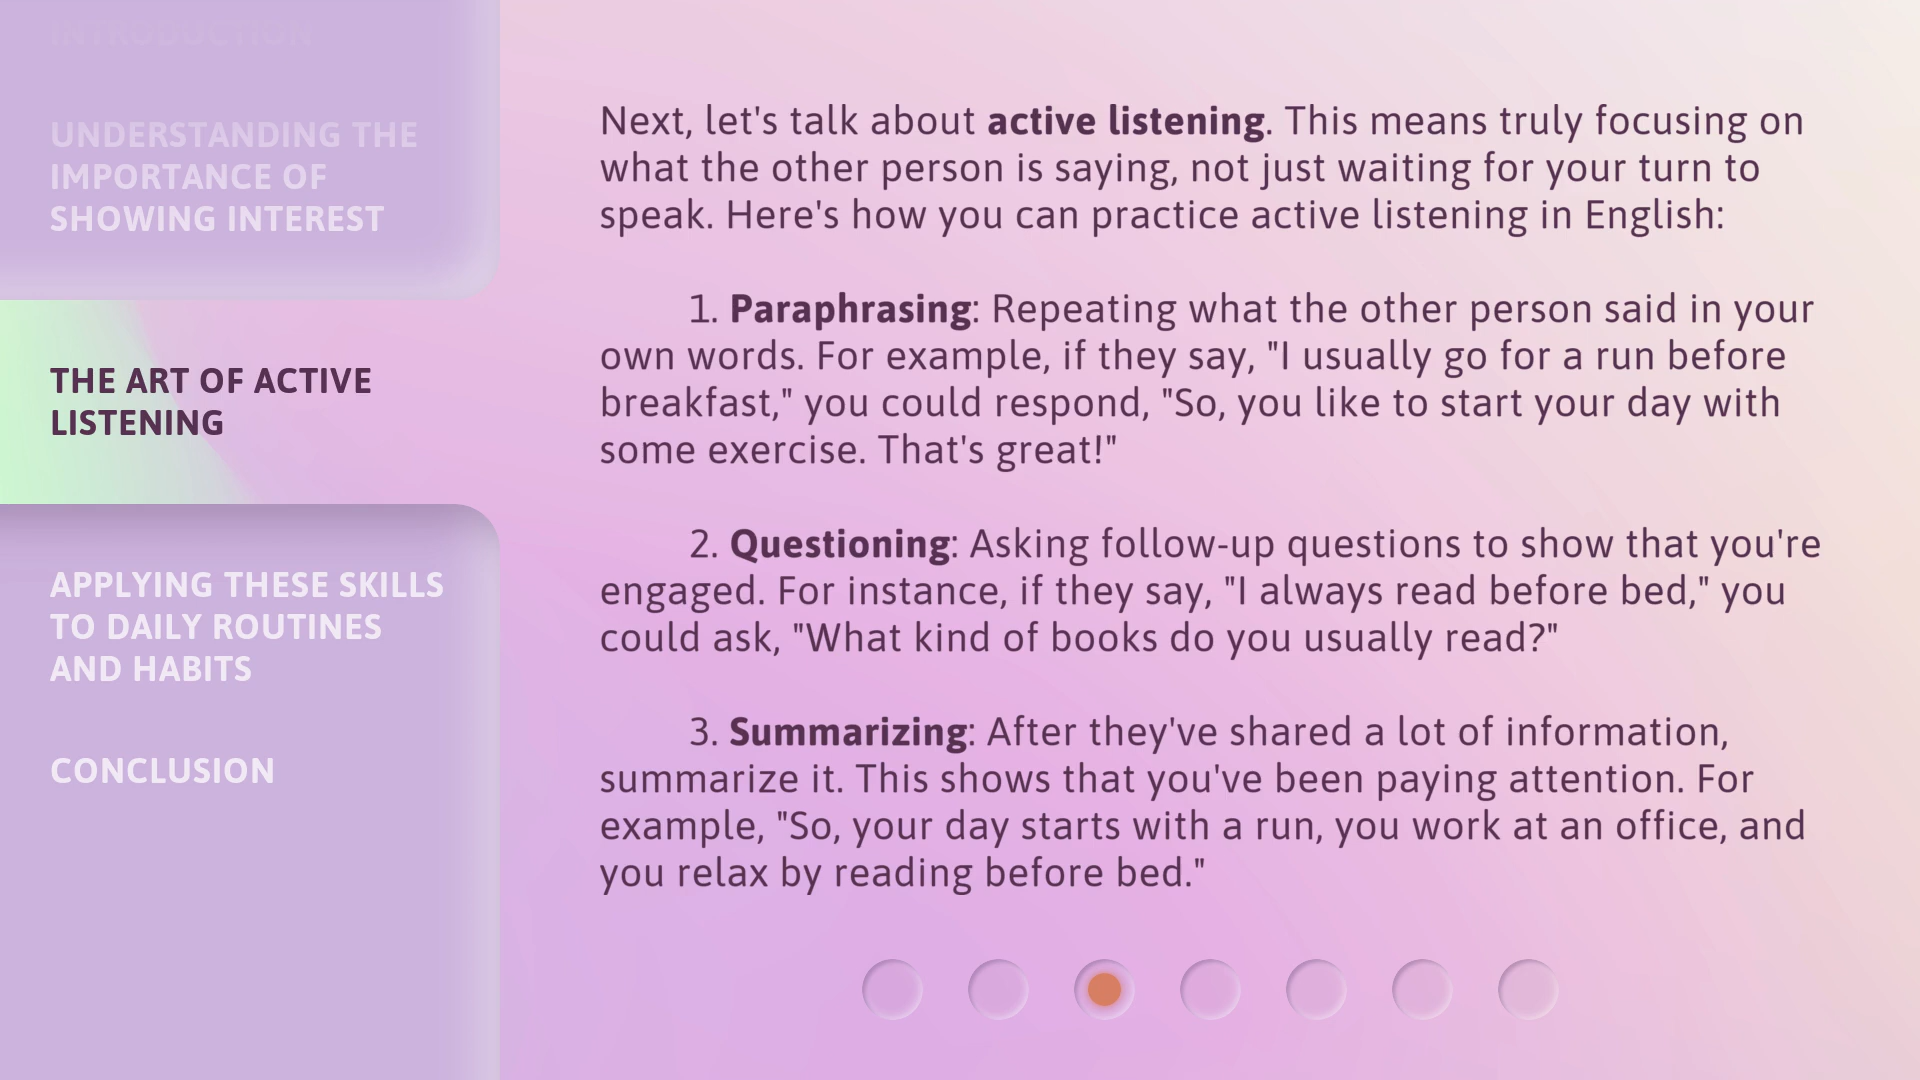 INTRODUCTION
UNDERSTANDING THE
IMPORTANCE OF
SHOWING INTEREST
THE ART OF ACTIVE
LISTENING
APPLYING THESE SKILLS
TO DAILY ROUTINES
AND HABITS
CONCLUSION
Next, let's talk about active listening. This means truly focusing on
what the other person is saying, not just waiting for your turn to
speak. Here's how you can practice active listening in English:
1. Paraphrasing: Repeating what the other person said in your
own words. For example, if they say, "I usually go for a run before
breakfast," you could respond, "So, you like to start your day with
some exercise. That's great!"
2. Questioning: Asking follow-up questions to show that you're
engaged. For instance, if they say, "I always read before bed," you
could ask, "What kind of books do you usually read?"
3. Summarizing: After they've shared a lot of information,
summarize it. This shows that you've been paying attention. For
example, "So, your day starts with a run, you work at an office, and
you relax by reading before bed."